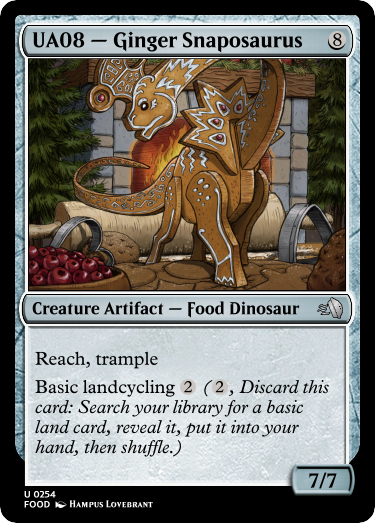 UA08 — Ginger Snaposaurus 8
Creature Artifact — Food Dinosaur
Reach, trample
Basic landcycling 2 ( 2 , Discard this
card: Search your library for a basic
land card, reveal it, put it into your
hand, then shuffle.)
7/7
U 0254
FOOD Hampus Lovebrant